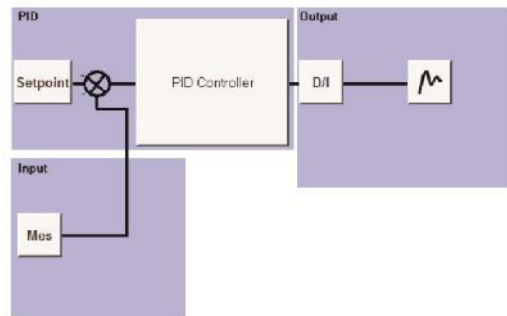 PID
Output
Setpoint
PID Controller
D/I
Input
Mes